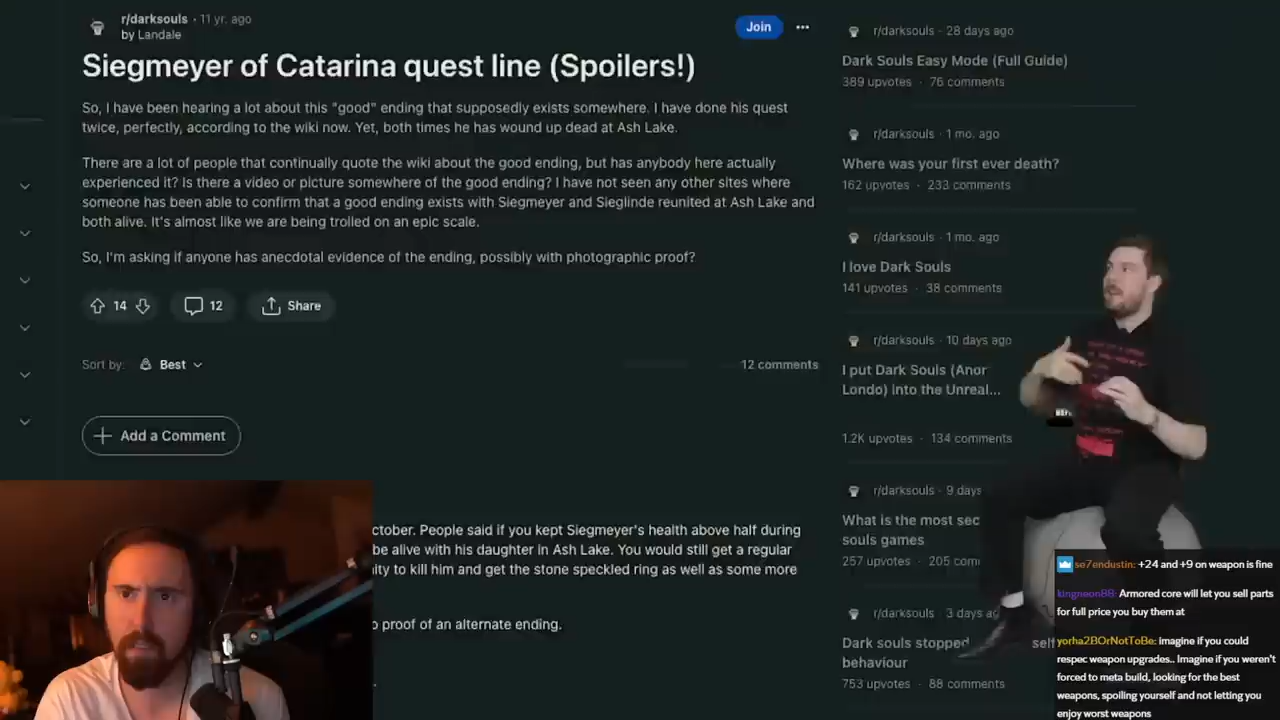 r/darksouls · 11 yr. ago
by Landale
Join
Siegmeyer of Catarina quest line (Spoilers!)
So, I have been hearing a lot about this "good" ending that supposedly exists somewhere. I have done his quest
twice, perfectly, according to the wiki now. Yet, both times he has wound up dead at Ash Lake.
There are a lot of people that continually quote the wiki about the good ending, but has anybody here actually
experienced it? Is there a video or picture somewhere of the good ending? I have not seen any other sites where
someone has been able to confirm that a good ending exists with Siegmeyer and Sieglinde reunited at Ash Lake and
both alive. It's almost like we are being trolled on an epic scale.
So, I'm asking if anyone has anecdotal evidence of the ending, possibly with photographic proof?
14
12
Share
Sort by:
Best
12 comments
Add a Comment
ctober. People said if you kept Siegmeyer's health above half during
be alive with his daughter in Ash Lake. You would still get a regular
ity to kill him and get the stone speckled ring as well as some more
o proof of an alternate ending.
r/darksouls · 28 days ago
Dark Souls Easy Mode (Full Guide)
389 upvotes · 76 comments
r/darksouls · 1 mo. ago
Where was your first ever death?
162 upvotes · 233 comments
r/darksouls · 1 mo. ago
I love Dark Souls
141 upvotes · 38 comments
r/darksouls · 10 days ago
I put Dark Souls (Anor
Londo) into the Unreal...
1.2K upvotes · 134 comments
r/darksouls · 9 days
What is the most sec
souls games
257 upvotes · 205 com
r/darksouls · 3 days ag
Dark souls stopped self
behaviour
753 upvotes · 88 comments
se7endustin: +24 and +9 on weapon is fine
kingneon88: Armored core will let you sell parts
for full price you buy them at
yorha2BOrNotToBe: imagine if you could
respec weapon upgrades.. Imagine if you weren't
forced to meta build, looking for the best
weapons, spoiling yourself and not letting you
enjoy worst weapons